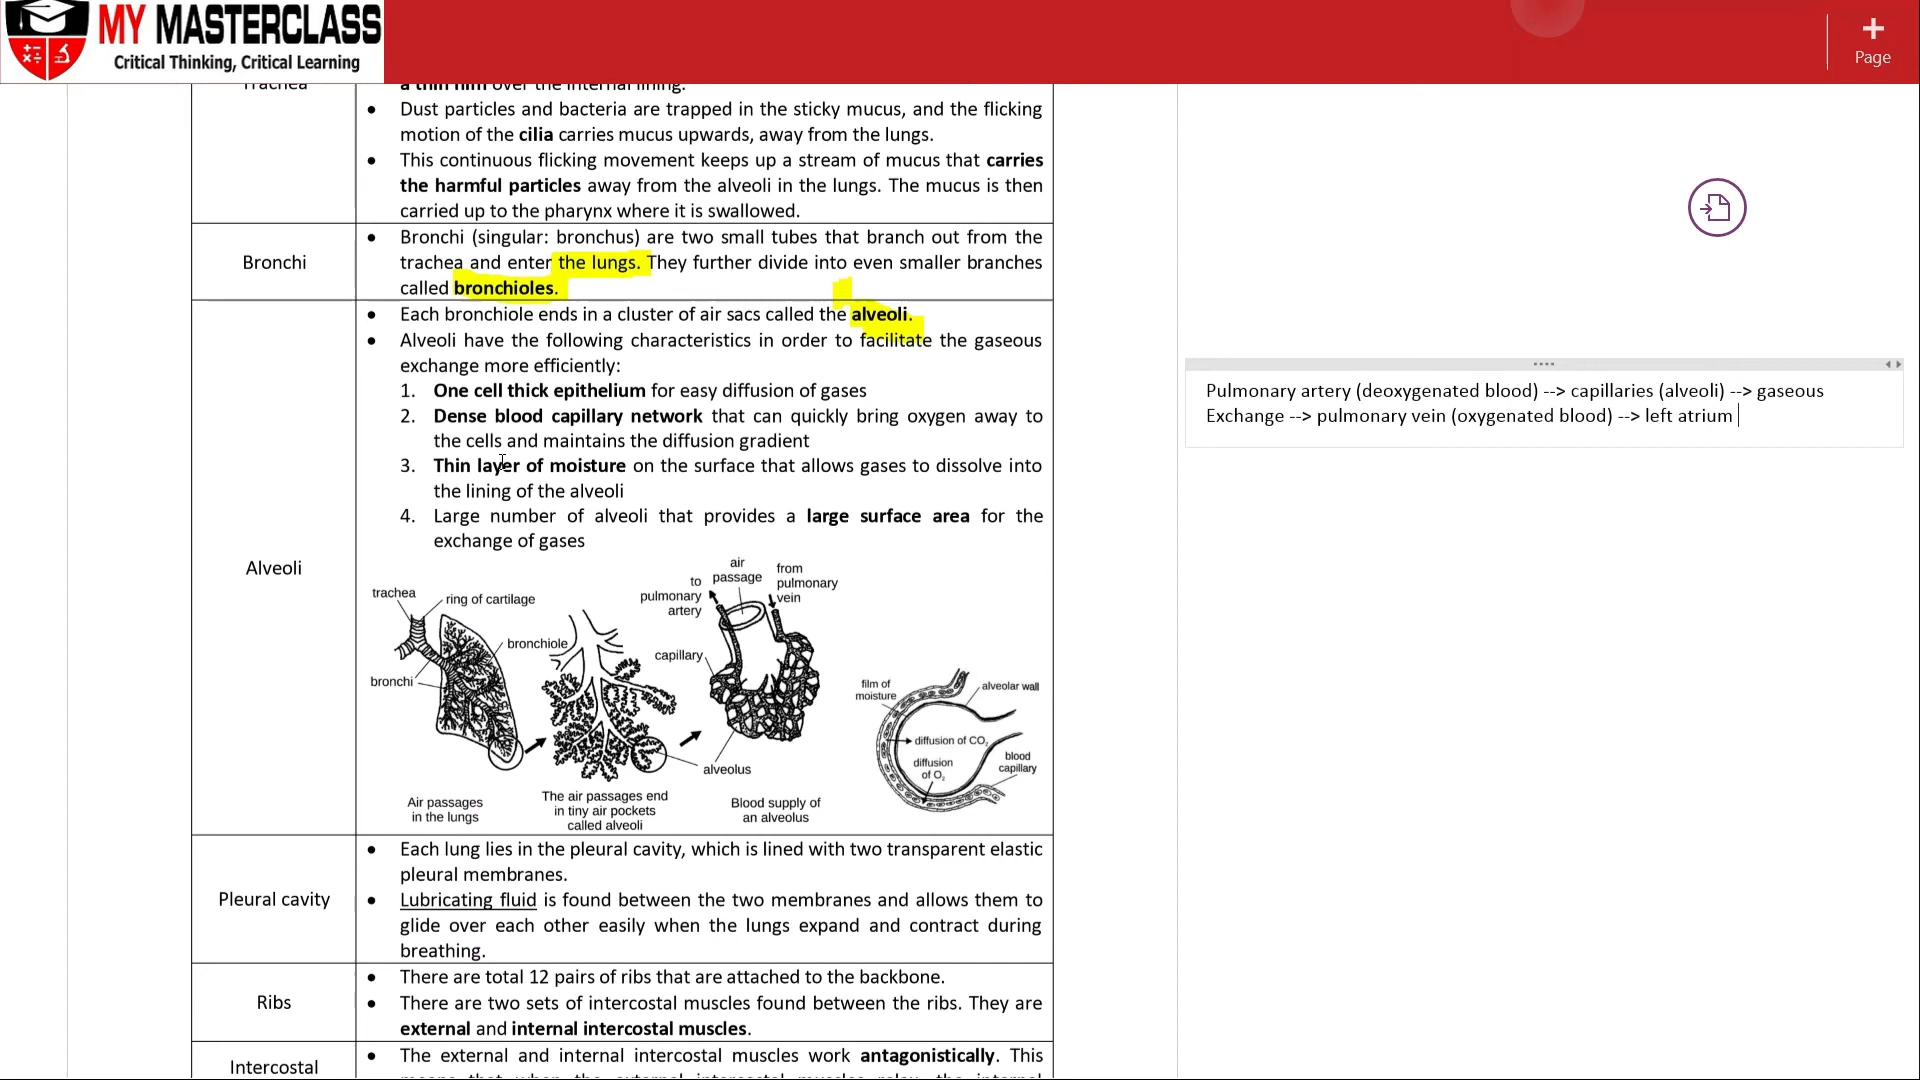 MY MASTERCLASS
Critical Thinking, Critical Learning
Page
Trachea
a thin film over the internal lining.
• Dust particles and bacteria are trapped in the sticky mucus, and the flicking
motion of the cilia carries mucus upwards, away from the lungs.
• This continuous flicking movement keeps up a stream of mucus that carries
the harmful particles away from the alveoli in the lungs. The mucus is then
carried up to the pharynx where it is swallowed.
Bronchi
• Bronchi (singular: bronchus) are two small tubes that branch out from the
trachea and enter the lungs. They further divide into even smaller branches
called bronchioles.
Alveoli
• Each bronchiole ends in a cluster of air sacs called the alveoli.
• Alveoli have the following characteristics in order to facilitate the gaseous
exchange more efficiently:
1. One cell thick epithelium for easy diffusion of gases
2. Dense blood capillary network that can quickly bring oxygen away to
the cells and maintains the diffusion gradient
3. Thin layer of moisture on the surface that allows gases to dissolve into
the lining of the alveoli
4. Large number of alveoli that provides a large surface area for the
exchange of gases
trachea
ring of cartilage
bronchiole
bronchi
Air passages
in the lungs
The air passages end
in tiny air pockets
called alveoli
to
pulmonary
artery
air
passage
from
pulmonary
vein
capillary
alveolus
Blood supply of
an alveolus
film of
moisture
alveolar wall
diffusion of CO₂
diffusion
of O₂
blood
capillary
Pleural cavity
• Each lung lies in the pleural cavity, which is lined with two transparent elastic
pleural membranes.
• Lubricating fluid is found between the two membranes and allows them to
glide over each other easily when the lungs expand and contract during
breathing.
Ribs
• There are total 12 pairs of ribs that are attached to the backbone.
• There are two sets of intercostal muscles found between the ribs. They are
external and internal intercostal muscles.
Intercostal
• The external and internal intercostal muscles work antagonistically. This
means that when the external intercostal muscles relax, the internal
Pulmonary artery (deoxygenated blood) --> capillaries (alveoli) --> gaseous
Exchange --> pulmonary vein (oxygenated blood) --> left atrium